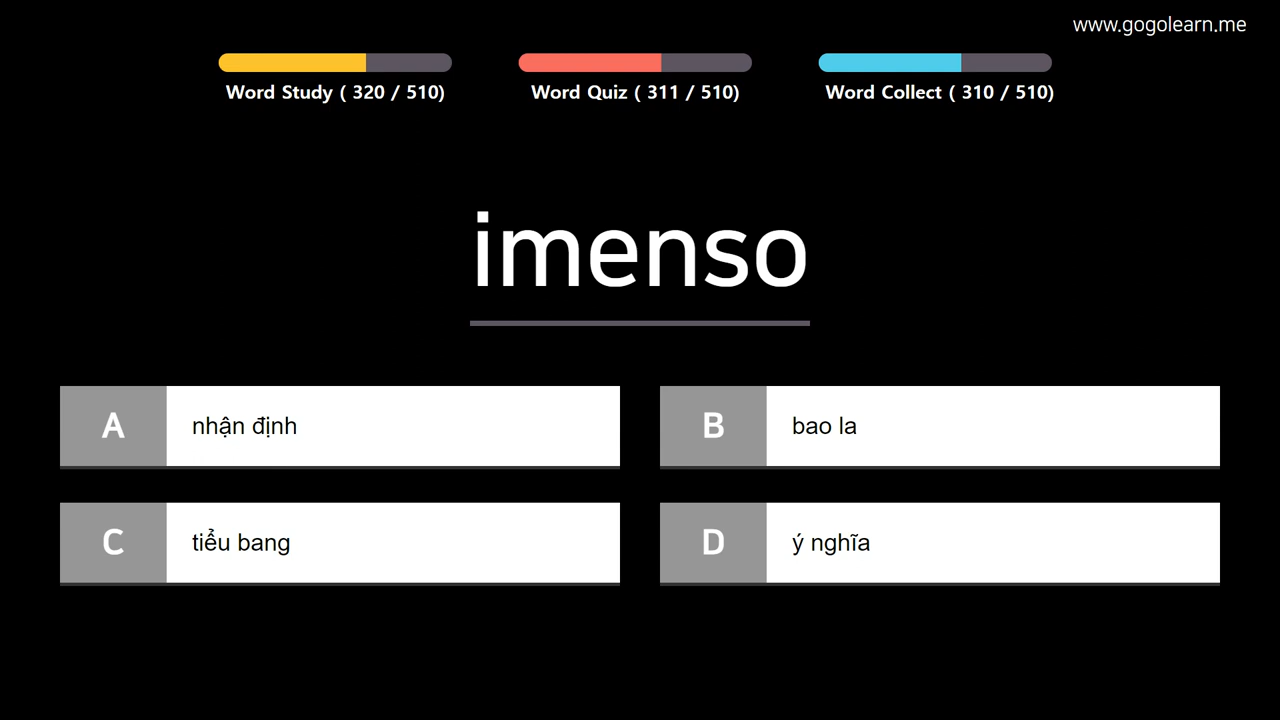 www.gogolearn.me
Word Study ( 320 / 510)
Word Quiz ( 311 / 510)
Word Collect ( 310 / 510)
imenso
A
nhận định
B
bao la
C
tiểu bang
D
ý nghĩa